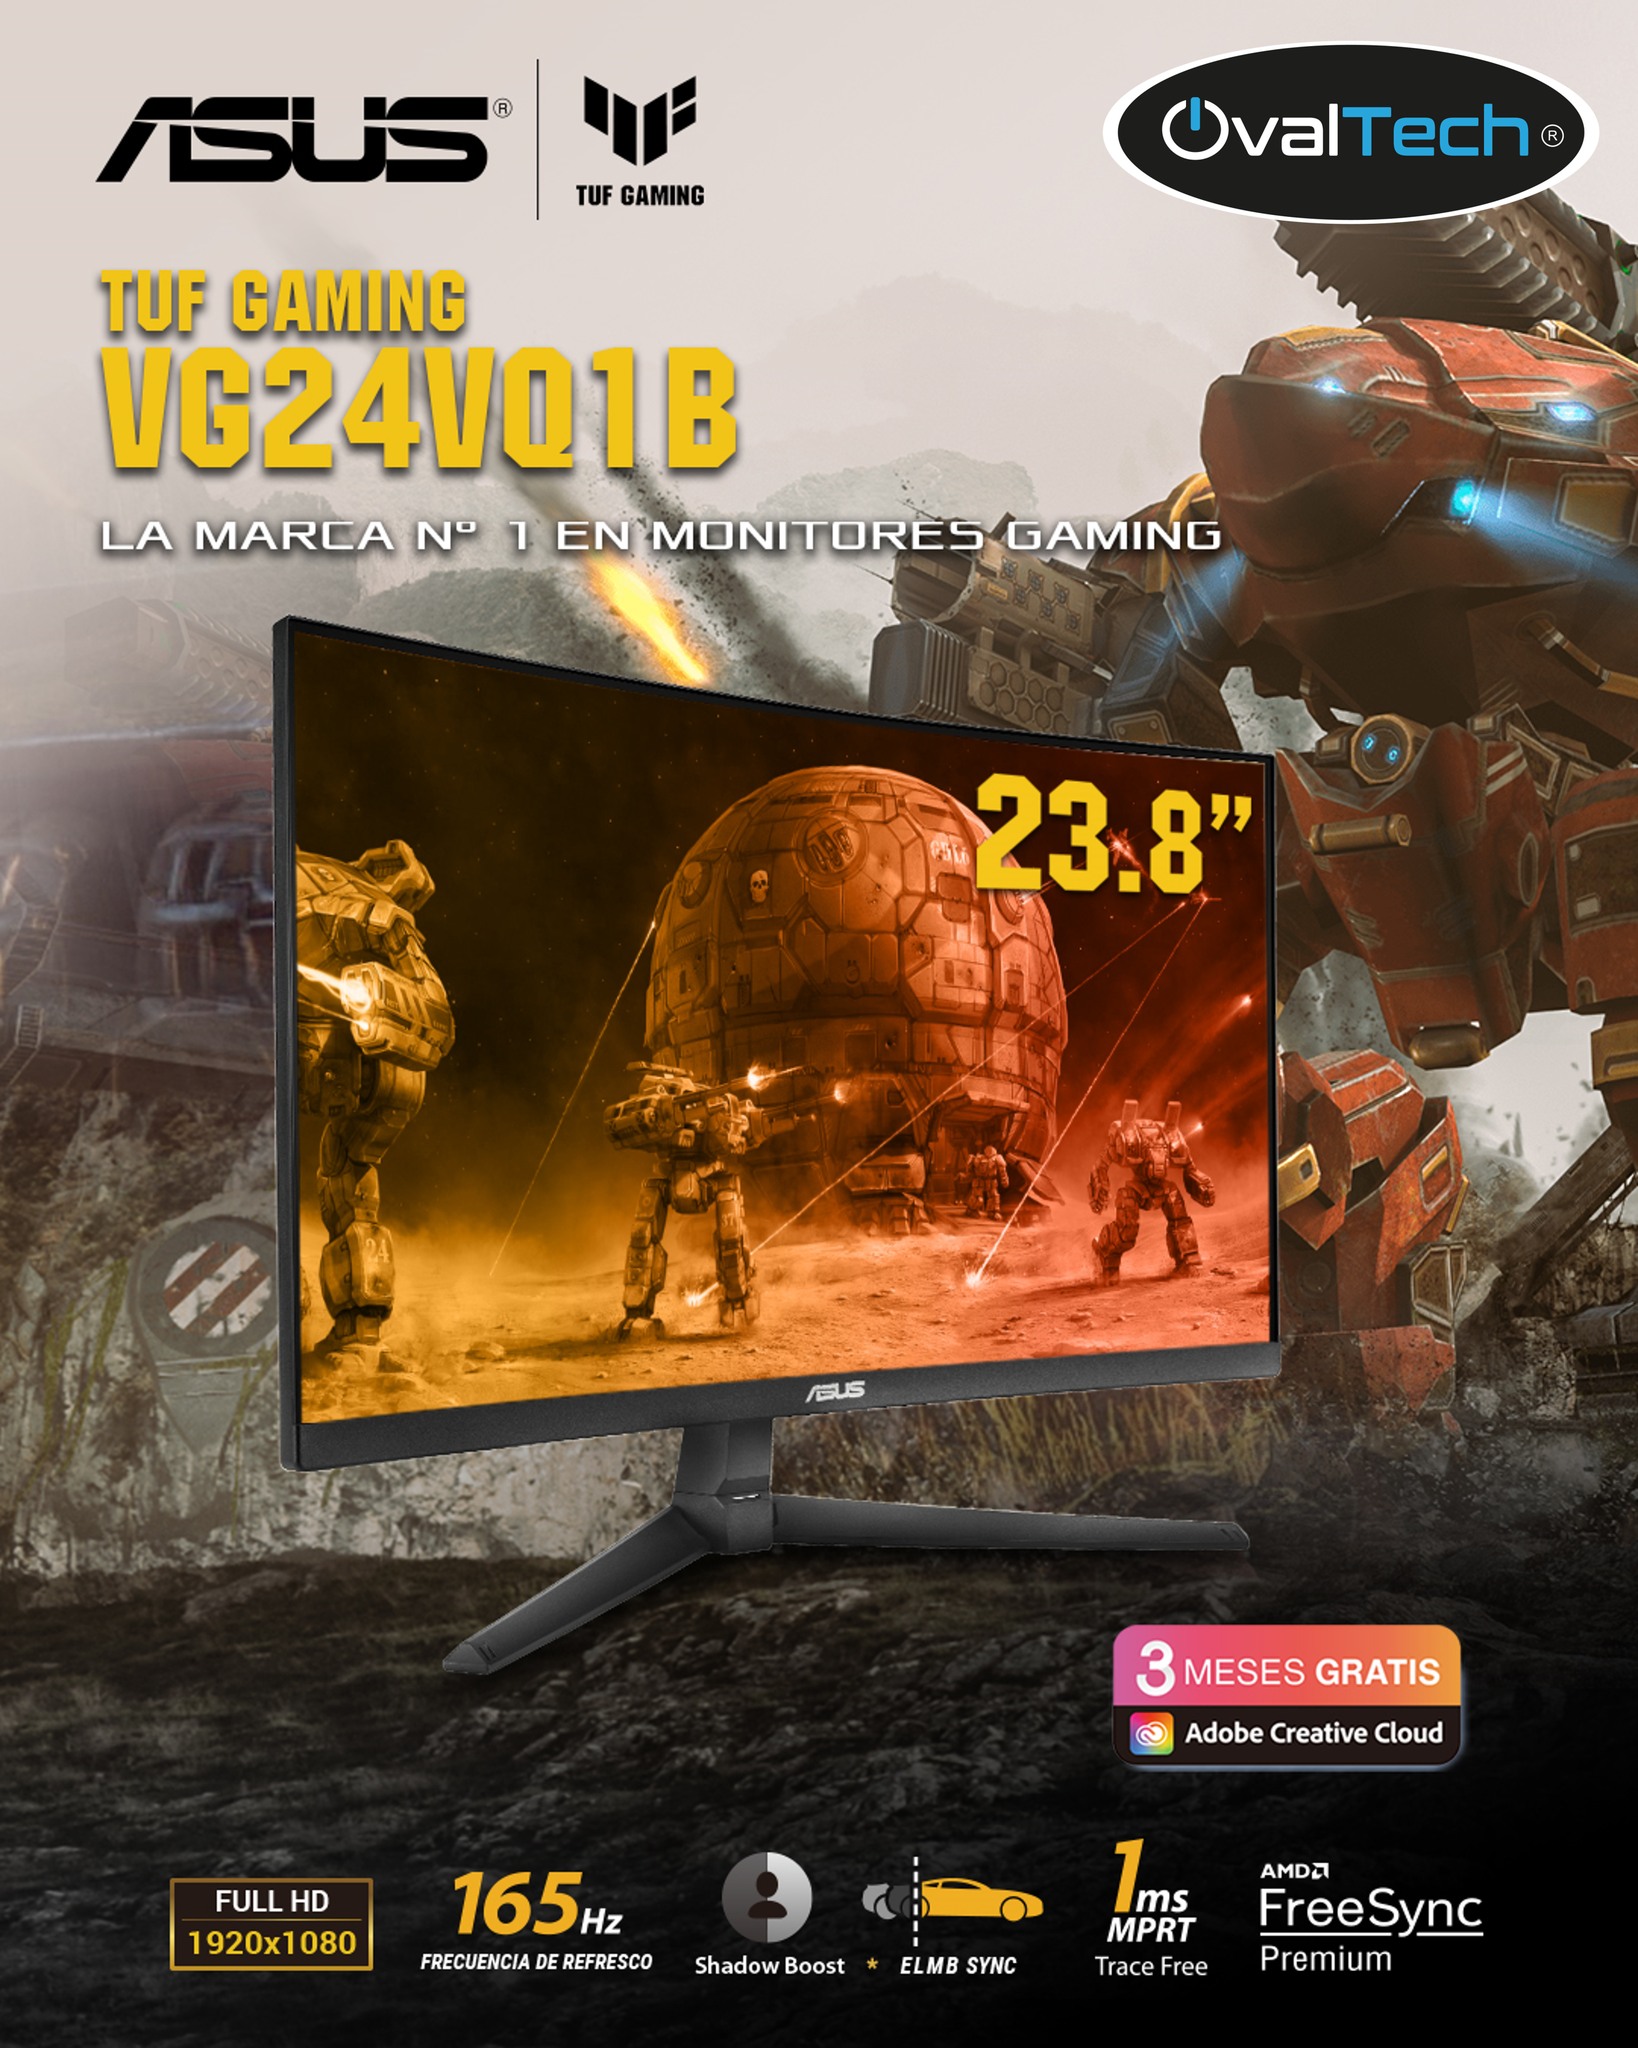 ASUS®
TUF GAMING
OvalTech®
TUF GAMING
VG24VQ1B
LA MARCA Nº 1 EN MONITORES GAMING
23.8”
24
ASUS
3 MESES GRATIS
Adobe Creative Cloud
FULL HD
1920x1080
165Hz
FRECUENCIA DE REFRESCO
Shadow Boost
* ELMB SYNC
1ms
MPRT
Trace Free
AMD
FreeSync
Premium